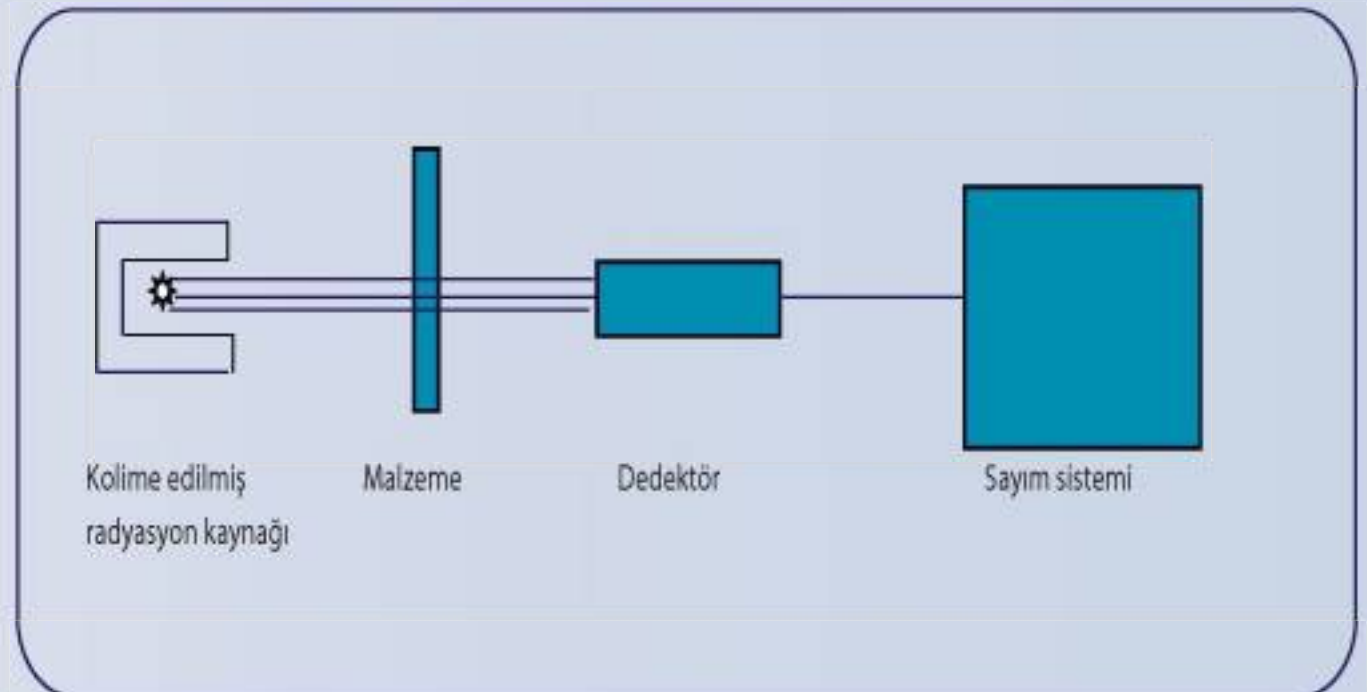 Kolime edilmiş
radyasyon kaynağı
Malzeme
Dedektör
Sayım sistemi